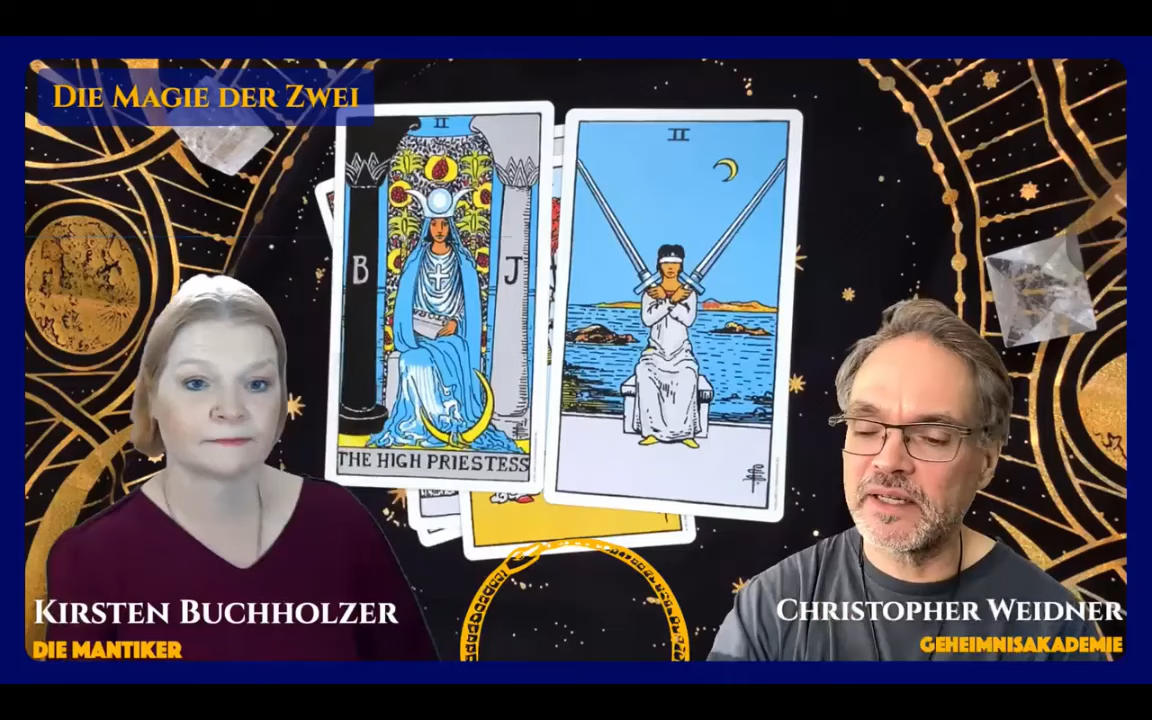 Die Magie der Zwei
II
II
B
J
THE HIGH PRIESTESS
Kirsten Buchholzer
DIE MANTIKER
Christopher Weidner
GEHEIMNISAKADEMIE